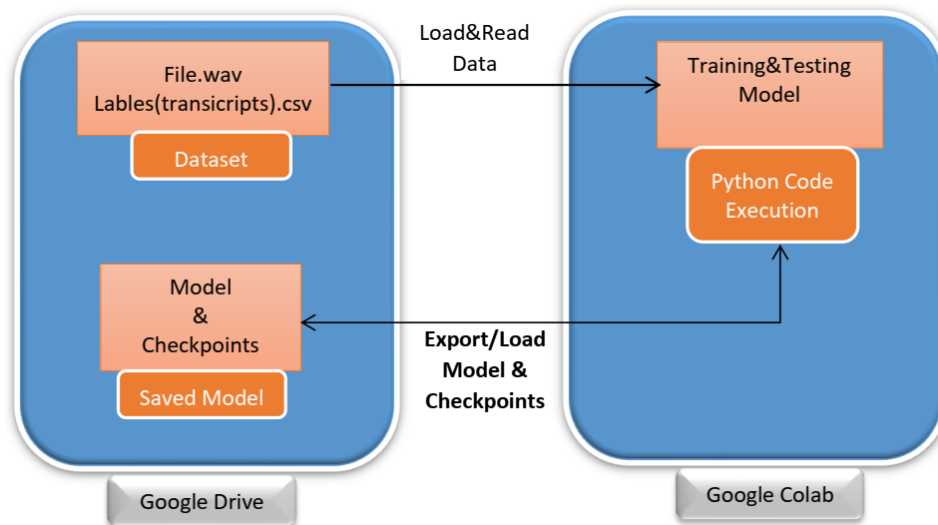 File.wav
Lables(transicripts).csv
Dataset
Load&Read
Data
Training&Testing
Model
Python Code
Execution
Model
&
Checkpoints
Saved Model
Export/Load
Model &
Checkpoints
Google Drive
Google Colab